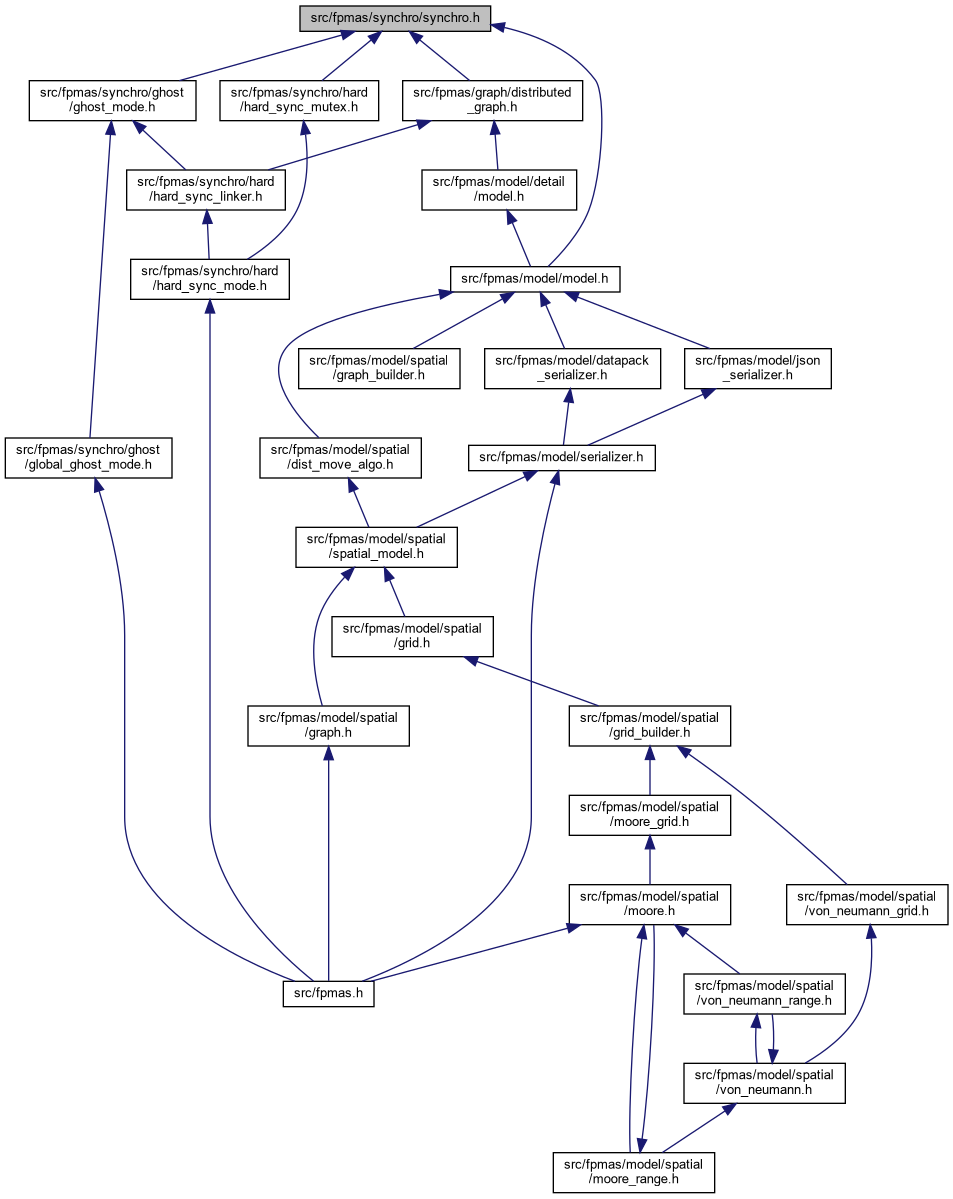 src/fpmas/synchro/synchro.h
src/fpmas/synchro/ghost
/ghost_mode.h
src/fpmas/synchro/hard
/hard_sync_mutex.h
src/fpmas/graph/distributed
_graph.h
src/fpmas/synchro/hard
/hard_sync_linker.h
src/fpmas/model/detail
/model.h
src/fpmas/synchro/hard
/hard_sync_mode.h
src/fpmas/model/model.h
src/fpmas/model/spatial
/graph_builder.h
src/fpmas/model/datapack
_serializer.h
src/fpmas/model/json
_serializer.h
src/fpmas/synchro/ghost
/global_ghost_mode.h
src/fpmas/model/spatial
/dist_move_algo.h
src/fpmas/model/serializer.h
src/fpmas/model/spatial
/spatial_model.h
src/fpmas/model/spatial
/grid.h
src/fpmas/model/spatial
/graph.h
src/fpmas/model/spatial
/grid_builder.h
src/fpmas/model/spatial
/moore_grid.h
src/fpmas/model/spatial
/moore.h
src/fpmas/model/spatial
/von_neumann_grid.h
src/fpmas.h
src/fpmas/model/spatial
/von_neumann_range.h
src/fpmas/model/spatial
/von_neumann.h
src/fpmas/model/spatial
/moore_range.h